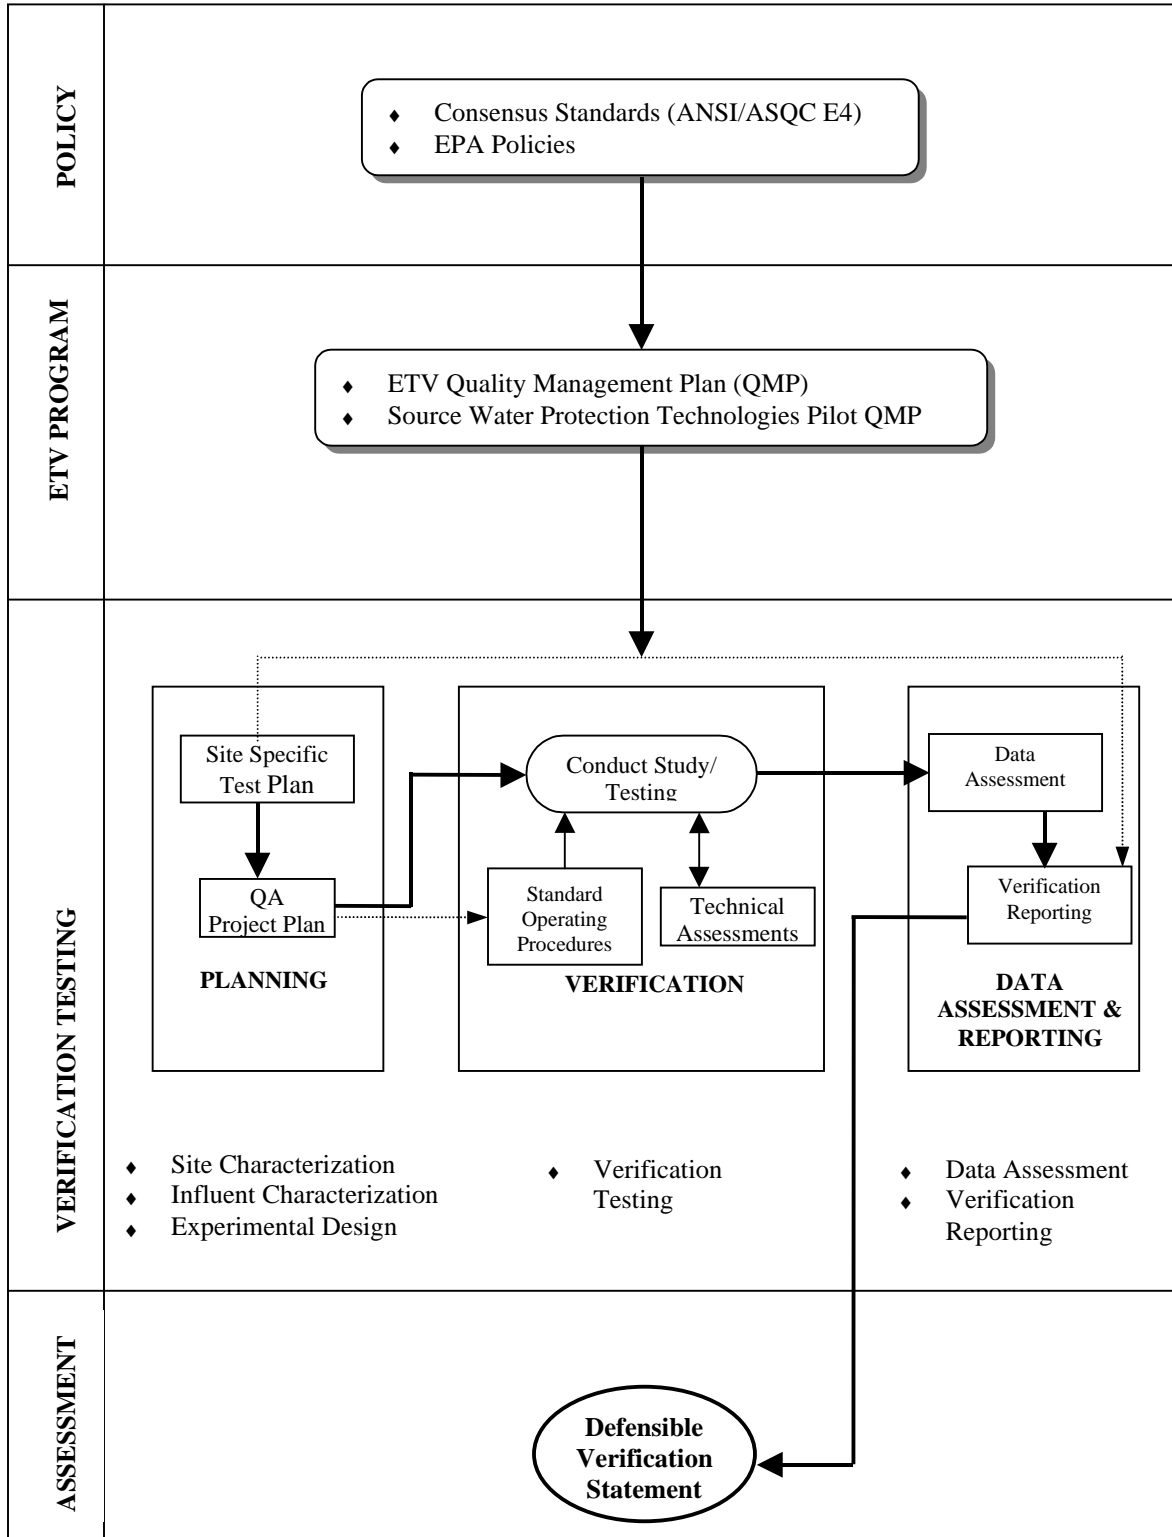 POLICY
♦ Consensus Standards (ANSI/ASQC E4)
♦ EPA Policies
ETV PROGRAM
♦ ETV Quality Management Plan (QMP)
♦ Source Water Protection Technologies Pilot QMP
VERIFICATION TESTING
Site Specific
Test Plan
QA
Project Plan
PLANNING
Conduct Study/
Testing
Standard
Operating
Procedures
Technical
Assessments
VERIFICATION
Data
Assessment
Verification
Reporting
DATA
ASSESSMENT &
REPORTING
♦ Site Characterization
♦ Influent Characterization
♦ Experimental Design
♦ Verification
Testing
♦ Data Assessment
♦ Verification
Reporting
ASSESSMENT
Defensible
Verification
Statement